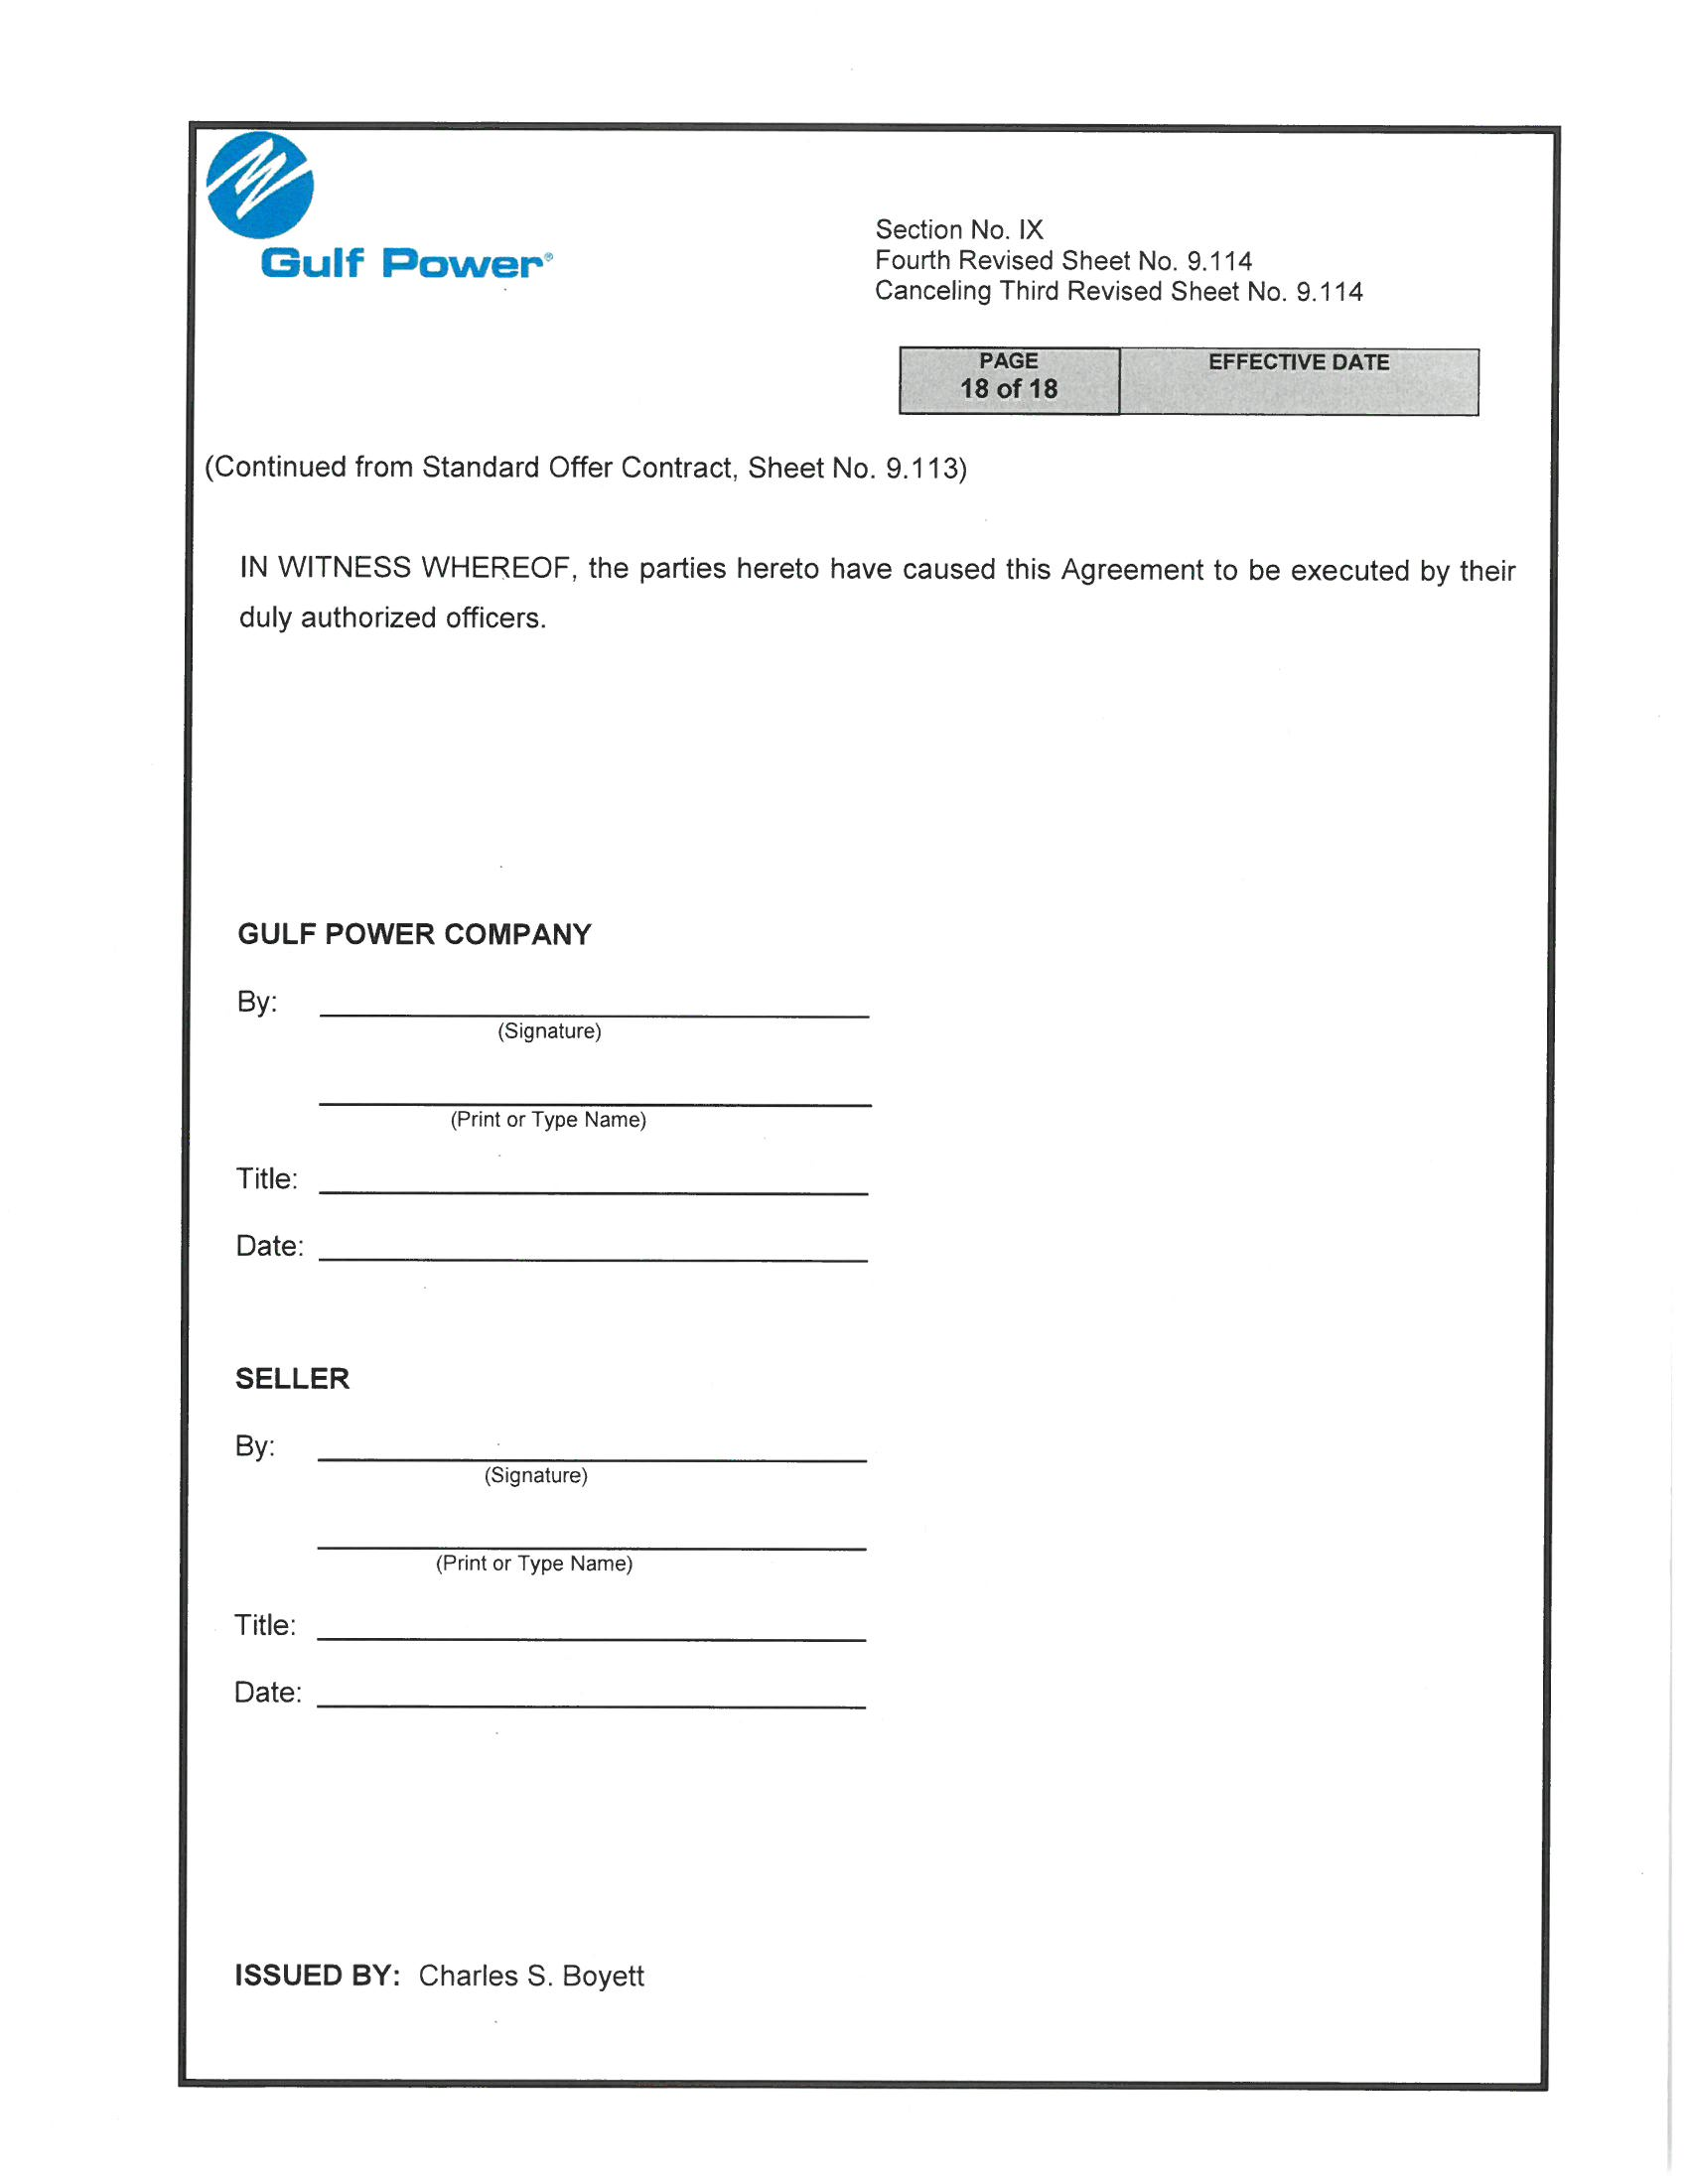 Gulf Power®
Section No. IX
Fourth Revised Sheet No. 9.114
Canceling Third Revised Sheet No. 9.114
PAGE
18 of 18
EFFECTIVE DATE
(Continued from Standard Offer Contract, Sheet No. 9.113)
IN WITNESS WHEREOF, the parties hereto have caused this Agreement to be executed by their
duly authorized officers.
GULF POWER COMPANY
By:
(Signature)
(Print or Type Name)
Title:
Date:
SELLER
By:
(Signature)
(Print or Type Name)
Title:
Date:
ISSUED BY: Charles S. Boyett